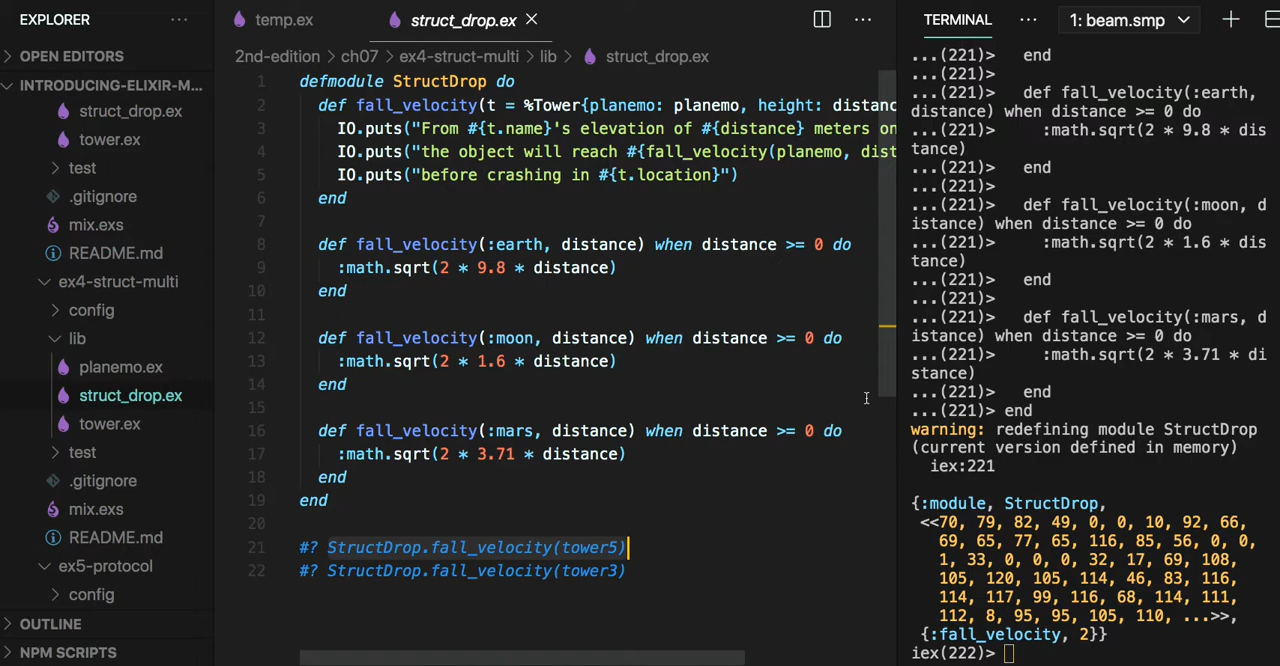 EXPLORER
OPEN EDITORS
INTRODUCING-ELIXIR-M...
struct_drop.ex
tower.ex
test
.gitignore
mix.exs
README.md
ex4-struct-multi
config
lib
planemo.ex
struct_drop.ex
tower.ex
test
.gitignore
mix.exs
README.md
ex5-protocol
config
OUTLINE
NPM SCRIPTS
temp.ex
struct_drop.ex
2nd-edition > ch07 > ex4-struct-multi > lib > struct_drop.ex
1 defmodule StructDrop do
2 def fall_velocity(t = %Tower{planemo: planemo, height: distanc
3 IO.puts("From #{t.name}'s elevation of #{distance} meters on
4 IO.puts("the object will reach #{fall_velocity(planemo, dist
5 IO.puts("before crashing in #{t.location}")
6 end
7
8 def fall_velocity(:earth, distance) when distance >= 0 do
9 :math.sqrt(2 * 9.8 * distance)
10 end
11
12 def fall_velocity(:moon, distance) when distance >= 0 do
13 :math.sqrt(2 * 1.6 * distance)
14 end
15
16 def fall_velocity(:mars, distance) when distance >= 0 do
17 :math.sqrt(2 * 3.71 * distance)
18 end
19 end
20
21 #? StructDrop.fall_velocity(tower5)
22 #? StructDrop.fall_velocity(tower3)
TERMINAL
1: beam.smp
...(221)> end
...(221)>
...(221)> def fall_velocity(:earth,
distance) when distance >= 0 do
...(221)> :math.sqrt(2 * 9.8 * dis
tance)
...(221)> end
...(221)>
...(221)> def fall_velocity(:moon, d
istance) when distance >= 0 do
...(221)> :math.sqrt(2 * 1.6 * dis
tance)
...(221)> end
...(221)>
...(221)> def fall_velocity(:mars, d
istance) when distance >= 0 do
...(221)> :math.sqrt(2 * 3.71 * di
stance)
...(221)> end
...(221)> end
warning: redefining module StructDrop
(current version defined in memory)
iex:221
{:module, StructDrop,
<<70, 79, 82, 49, 0, 0, 10, 92, 66,
69, 65, 77, 65, 116, 85, 56, 0, 0,
1, 33, 0, 0, 0, 32, 17, 69, 108,
105, 120, 105, 114, 46, 83, 116,
114, 117, 99, 116, 68, 114, 111,
112, 8, 95, 95, 105, 110, ...>>,
{:fall_velocity, 2}}
iex(222)>